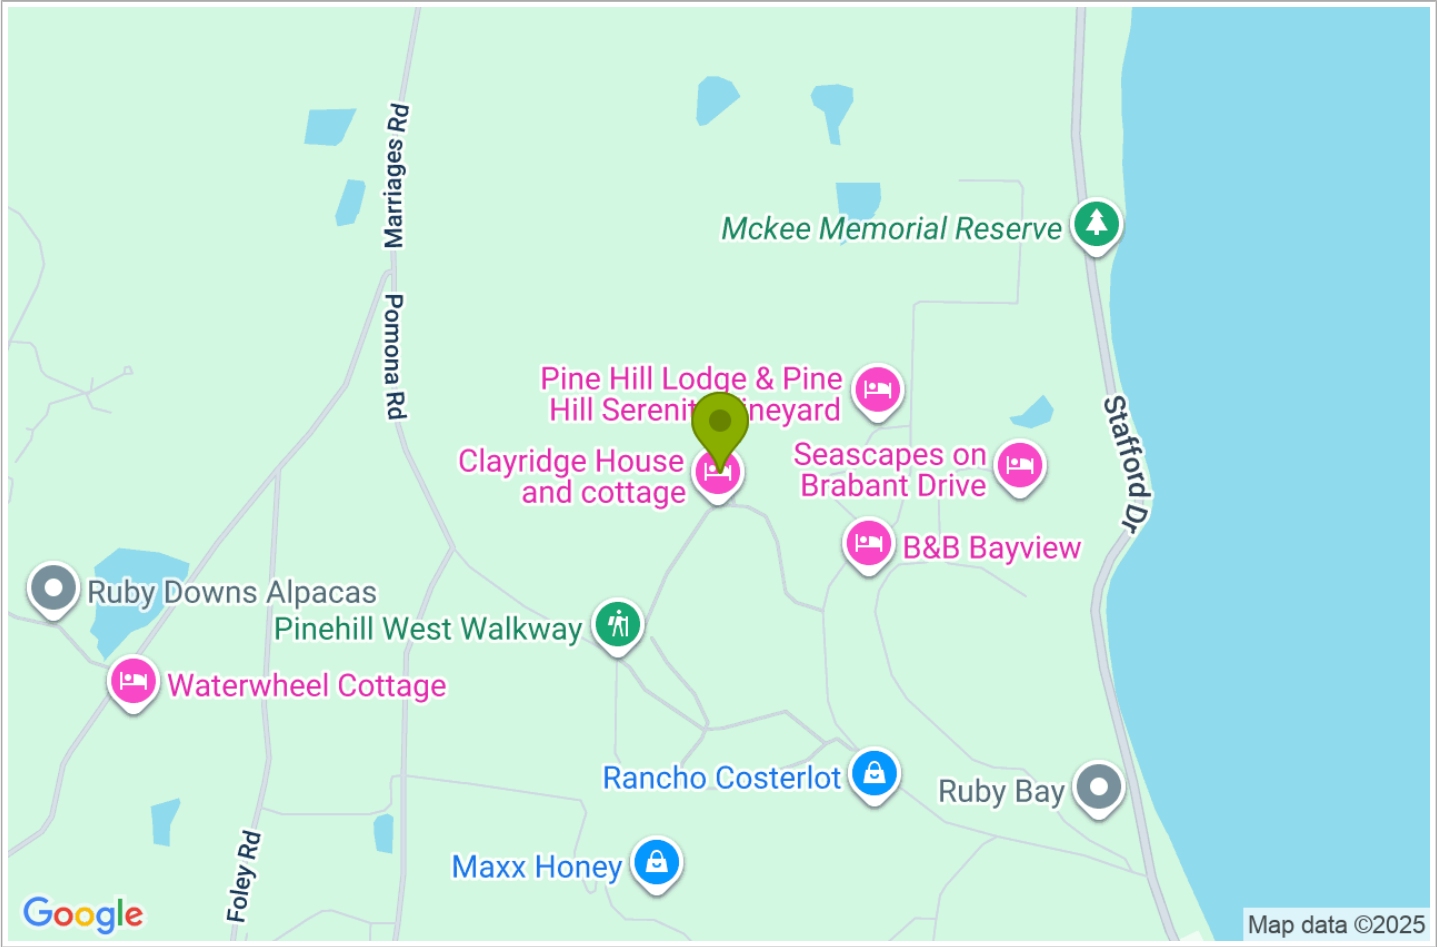 Marriages Rd
Mckee Memorial Reserve
Pomona Rd
Pine Hill Lodge & Pine
Hill Serenit ineyard
Stafford Dr
Clayridge House
and cottage
Seascapes on
Brabant Drive
B&B Bayview
Ruby Downs Alpacas
Pinehill West Walkway
Waterwheel Cottage
Rancho Costerlot
Ruby Bay
Foley Rd
Maxx Honey
Google
Map data ©2025